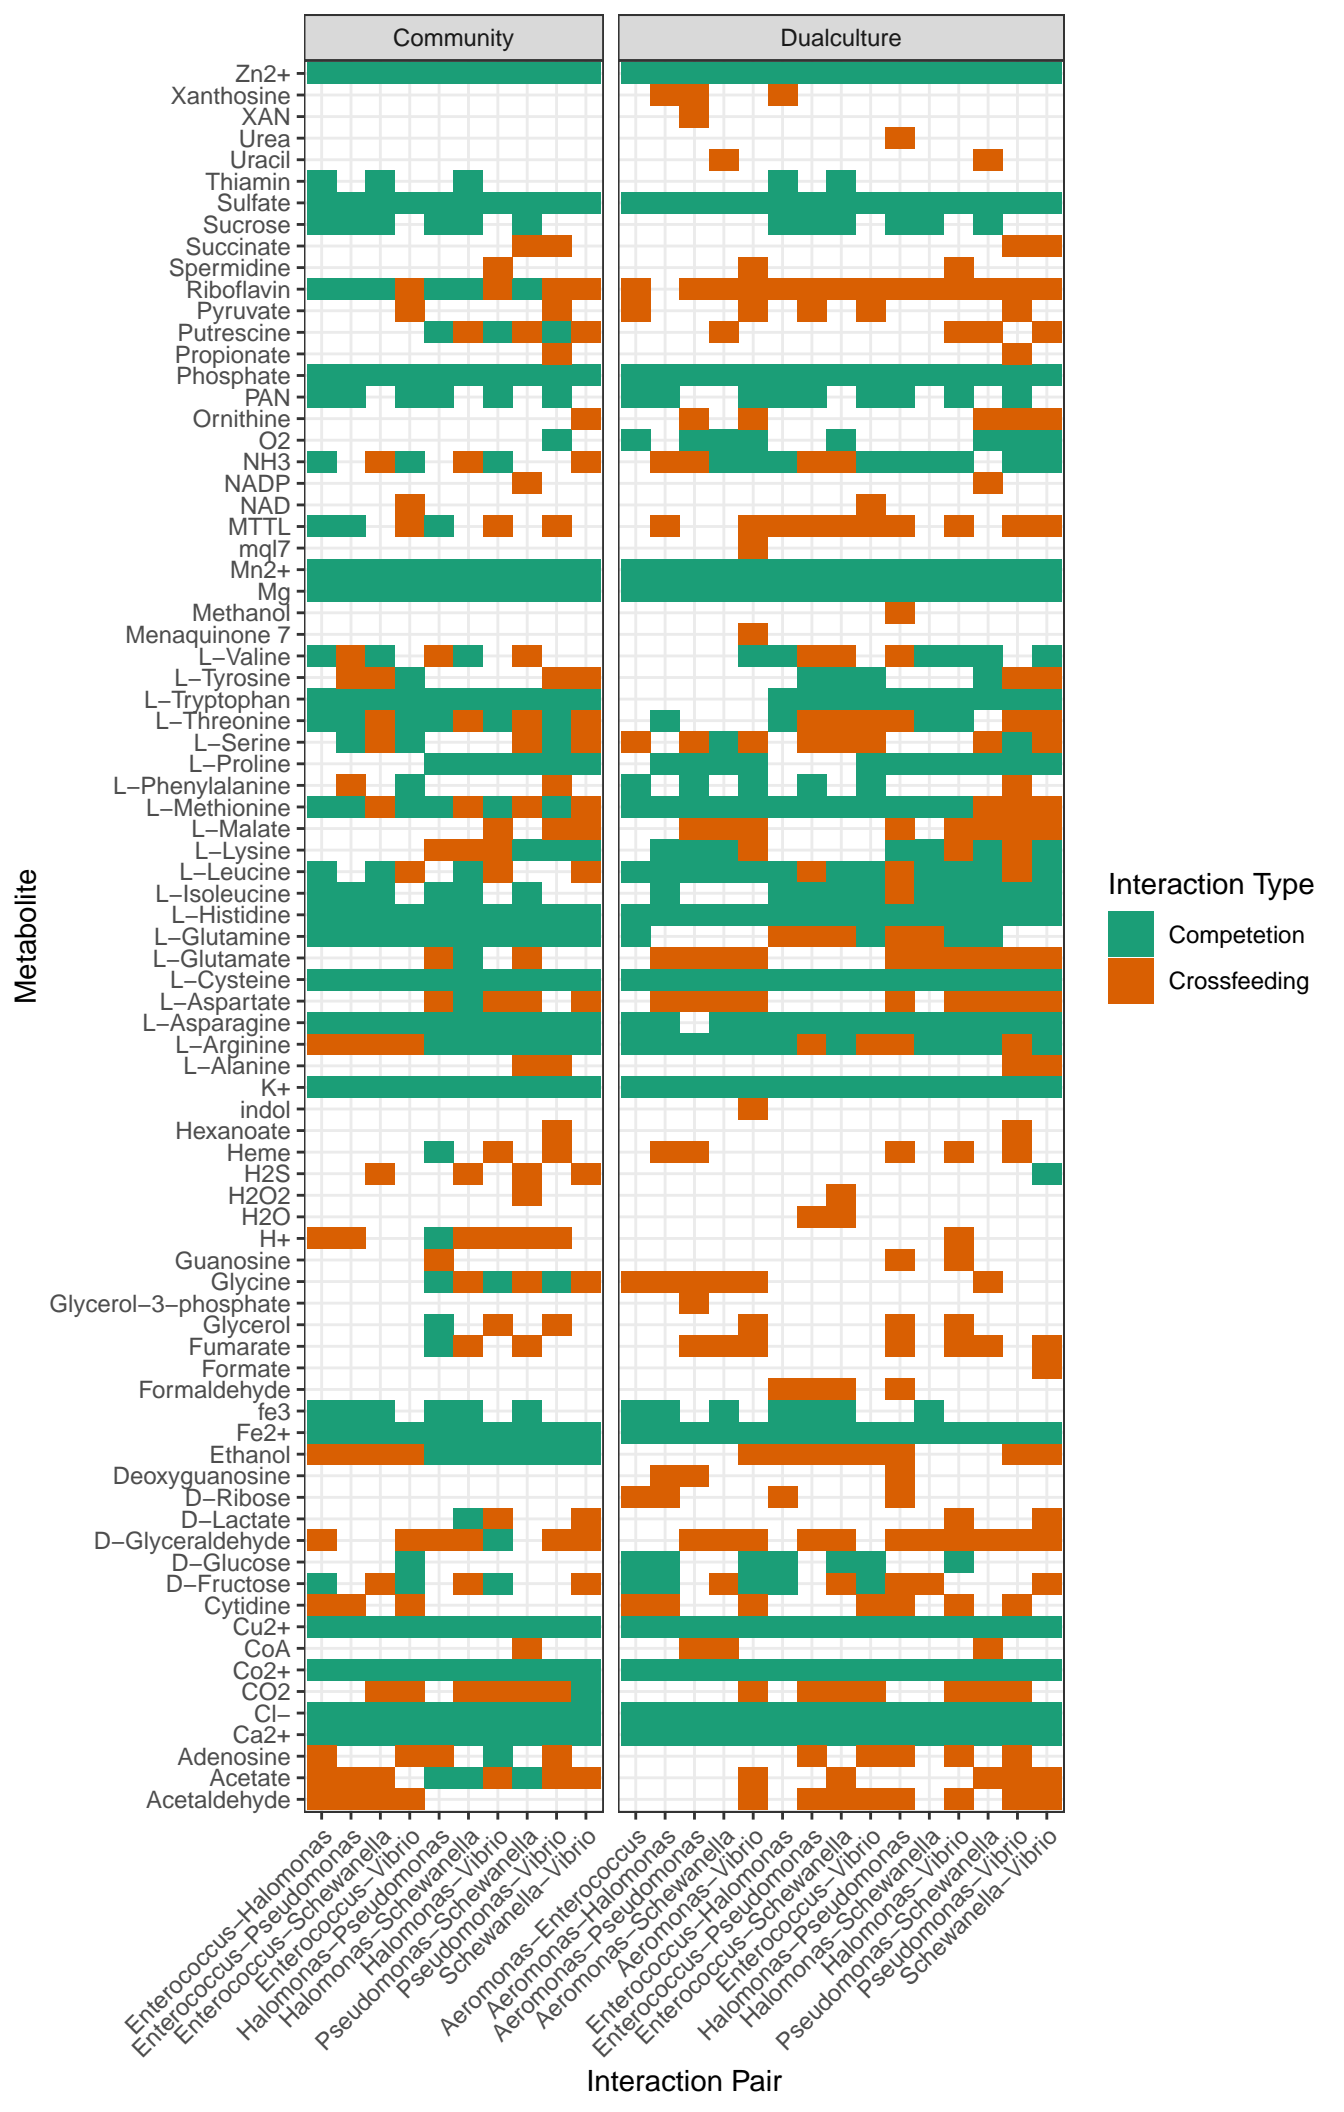 Community
Dualculture
Zn2+
Xanthosine
XAN
Urea
Uracil
Thiamin
Sulfate
Sucrose
Succinate
Spermidine
Riboflavin
Pyruvate
Putrescine
Propionate
Phosphate
PAN
Ornithine
O2
NH3
NADP
NAD
MTTL
mql7
Mn2+
Mg
Methanol
Menaquinone 7
L−Valine
L−Tyrosine
L−Tryptophan
L−Threonine
L−Serine
L−Proline
L−Phenylalanine
L−Methionine
L−Malate
L−Lysine
L−Leucine
L−Isoleucine
L−Histidine
L−Glutamine
L−Glutamate
L−Cysteine
L−Aspartate
L−Asparagine
L−Arginine
L−Alanine
K+
indol
Hexanoate
Heme
H2S
H2O2
H2O
H+
Guanosine
Glycine
Glycerol−3−phosphate
Glycerol
Fumarate
Formate
Formaldehyde
fe3
Fe2+
Ethanol
Deoxyguanosine
D−Ribose
D−Lactate
D−Glyceraldehyde
D−Glucose
D−Fructose
Cytidine
Cu2+
CoA
Co2+
CO2
Cl−
Ca2+
Adenosine
Acetate
Acetaldehyde
Metabolite
Enterococcus−Halomonas
Enterococcus−Pseudomonas
Enterococcus−Schewanella
Enterococcus−Vibrio
Halomonas−Pseudomonas
Halomonas−Schewanella
Halomonas−Vibrio
Pseudomonas−Schewanella
Pseudomonas−Vibrio
Schewanella−Vibrio
Aeromonas−Enterococcus
Aeromonas−Halomonas
Aeromonas−Pseudomonas
Aeromonas−Schewanella
Aeromonas−Vibrio
Enterococcus−Halomonas
Enterococcus−Pseudomonas
Enterococcus−Schewanella
Enterococcus−Vibrio
Halomonas−Pseudomonas
Halomonas−Schewanella
Halomonas−Vibrio
Pseudomonas−Schewanella
Pseudomonas−Vibrio
Schewanella−Vibrio
Interaction Pair
Interaction Type
Competetion
Crossfeeding